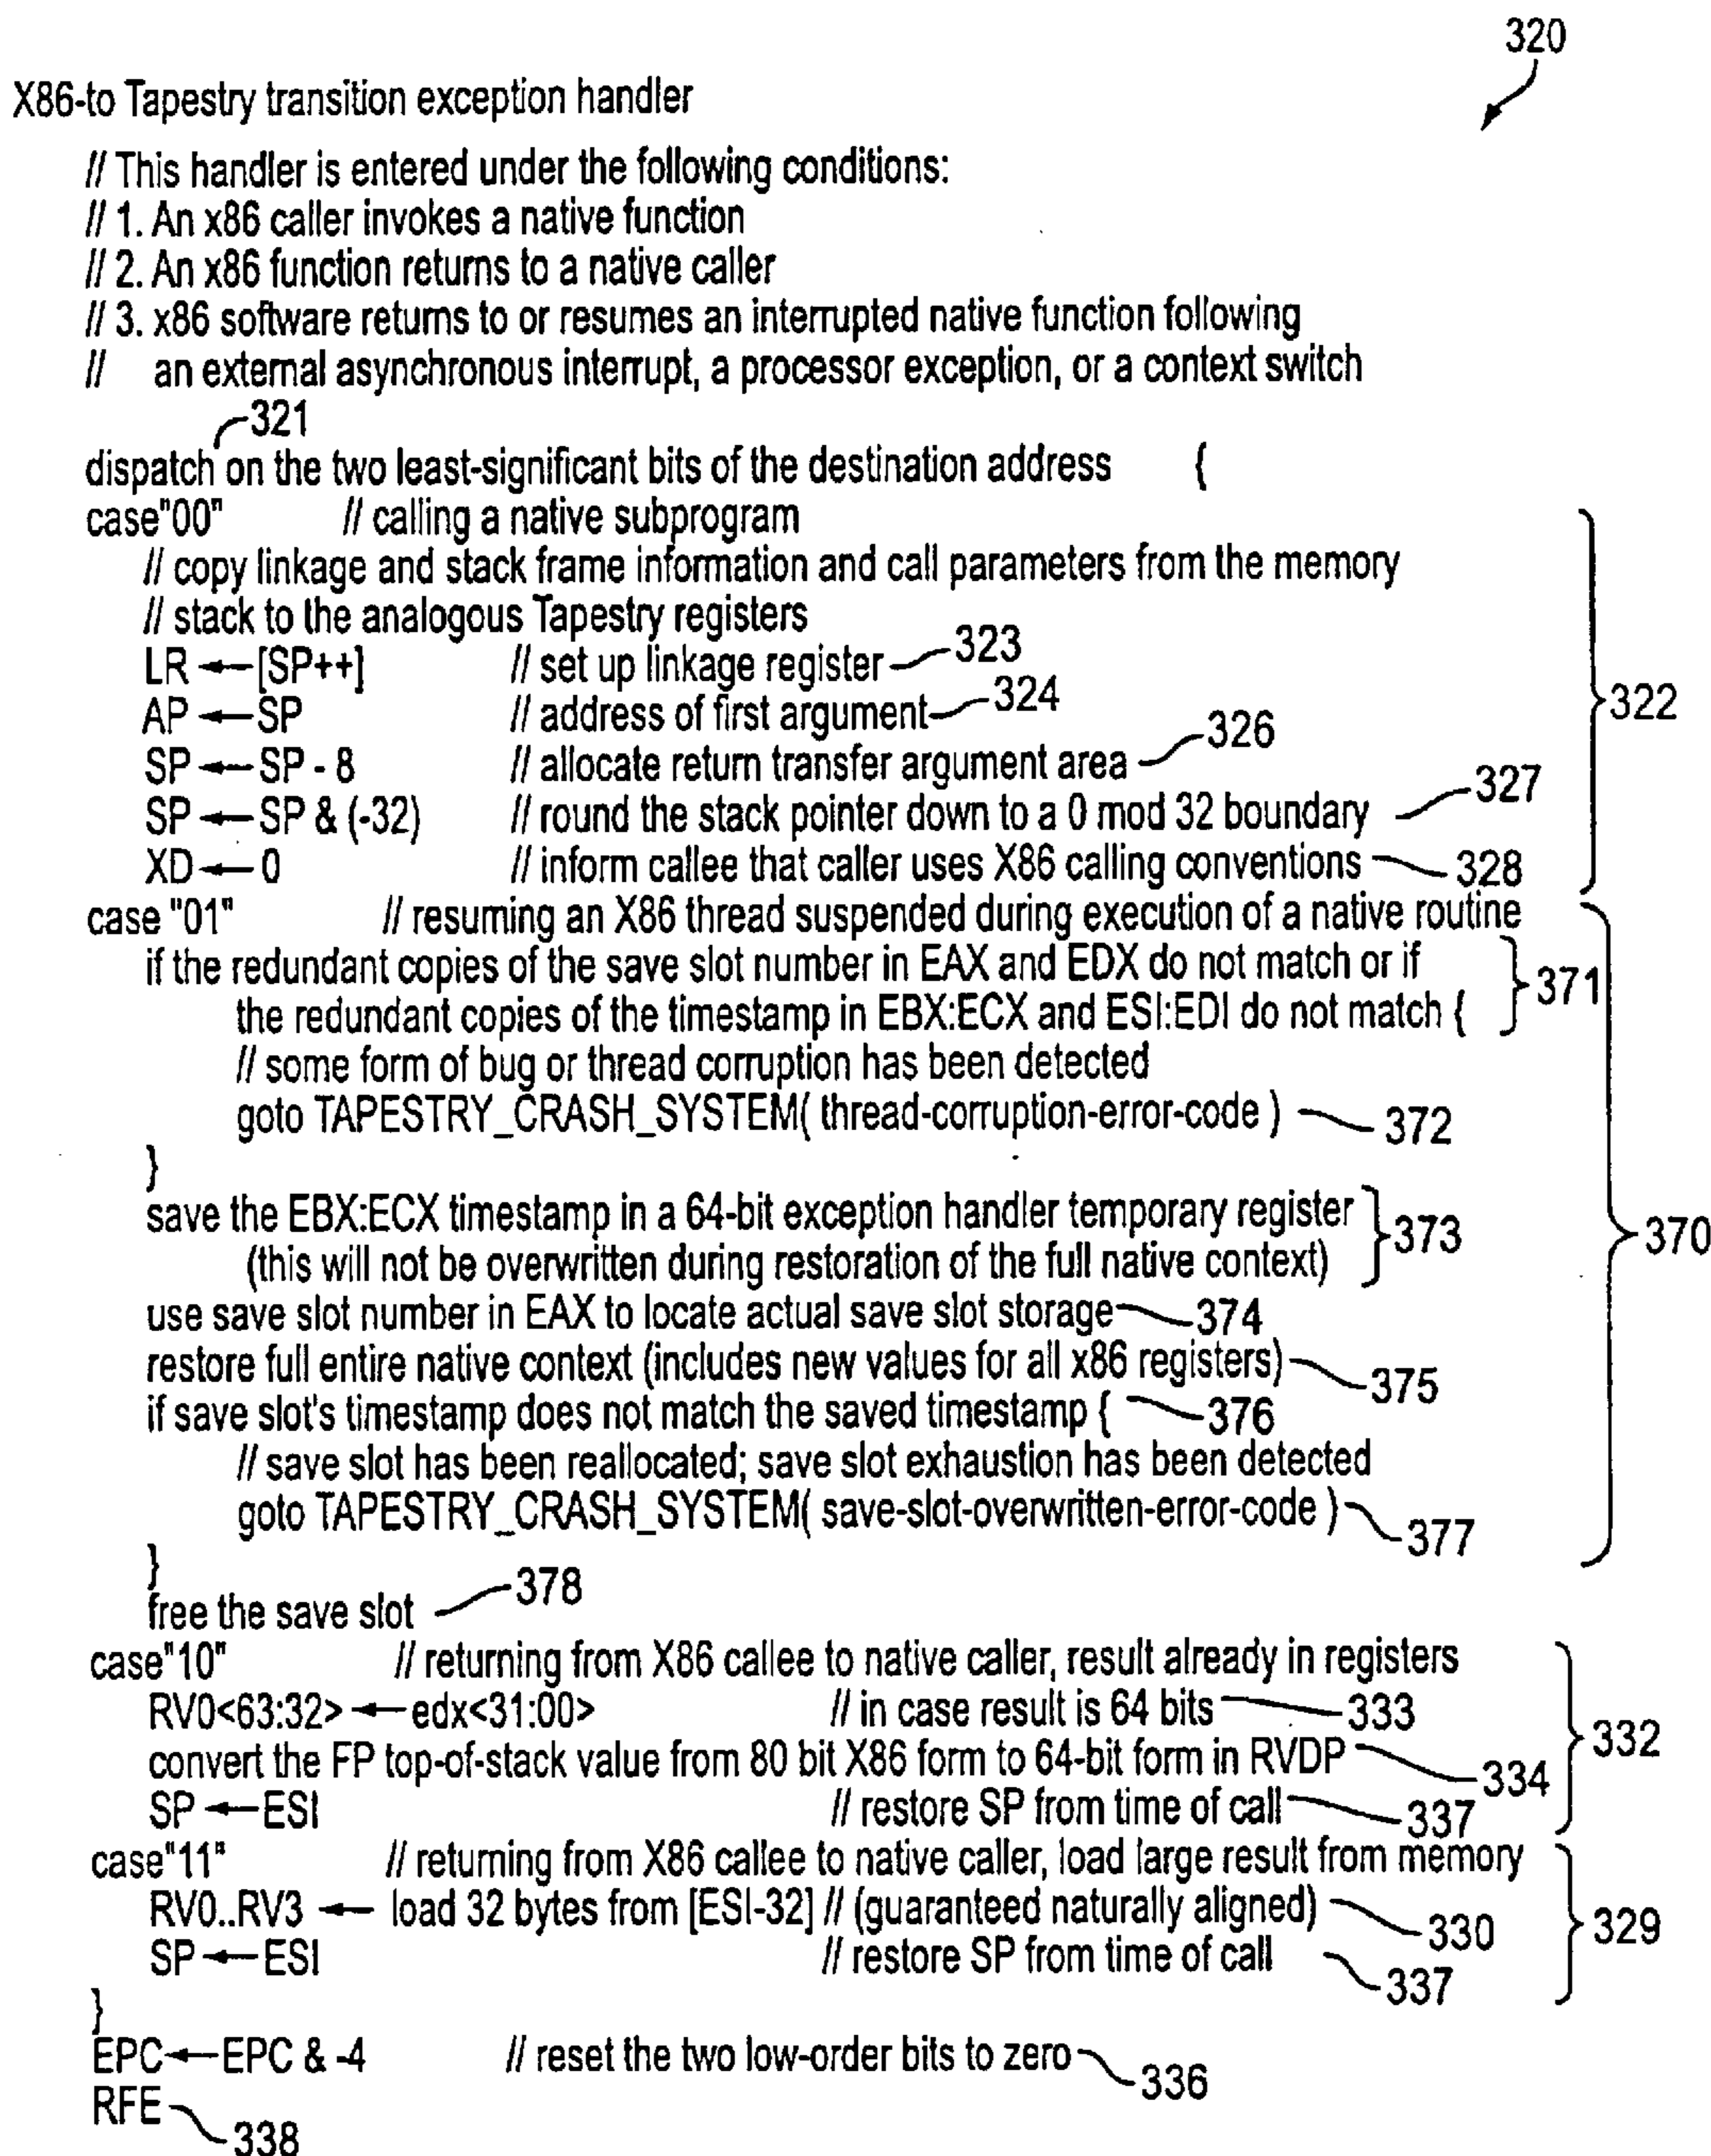 320
X86-to Tapestry transition exception handler
// This handler is entered under the following conditions:
// 1. An x86 caller invokes a native function
// 2. An x86 function returns to a native caller
// 3. x86 software returns to or resumes an interrupted native function following
// an external asynchronous interrupt, a processor exception, or a context switch
321
dispatch on the two least-significant bits of the destination address {
case"00" // calling a native subprogram
// copy linkage and stack frame information and call parameters from the memory
// stack to the analogous Tapestry registers
LR ← [SP++] // set up linkage register 323
AP ← SP // address of first argument 324
322
SP ← SP - 8 // allocate return transfer argument area 326
SP ← SP & (-32) // round the stack pointer down to a 0 mod 32 boundary 327
XD ← 0 // inform callee that caller uses X86 calling conventions 328
case "01" // resuming an X86 thread suspended during execution of a native routine
if the redundant copies of the save slot number in EAX and EDX do not match or if
the redundant copies of the timestamp in EBX:ECX and ESI:EDI do not match { 371
// some form of bug or thread corruption has been detected
goto TAPESTRY_CRASH_SYSTEM( thread-corruption-error-code ) 372
}
save the EBX:ECX timestamp in a 64-bit exception handler temporary register
(this will not be overwritten during restoration of the full native context) 373 370
use save slot number in EAX to locate actual save slot storage 374
restore full entire native context (includes new values for all x86 registers) 375
if save slot's timestamp does not match the saved timestamp { 376
// save slot has been reallocated; save slot exhaustion has been detected
goto TAPESTRY_CRASH_SYSTEM( save-slot-overwritten-error-code ) 377
}
free the save slot 378
case"10" // returning from X86 callee to native caller, result already in registers
RV0<63:32> ← edx<31:00> // in case result is 64 bits 333
332
convert the FP top-of-stack value from 80 bit X86 form to 64-bit form in RVDP 334
SP ← ESI // restore SP from time of call 337
case"11" // returning from X86 callee to native caller, load large result from memory
RV0..RV3 ← load 32 bytes from [ESI-32] // (guaranteed naturally aligned) 330 329
SP ← ESI // restore SP from time of call 337
}
EPC ← EPC & -4 // reset the two low-order bits to zero 336
RFE 338